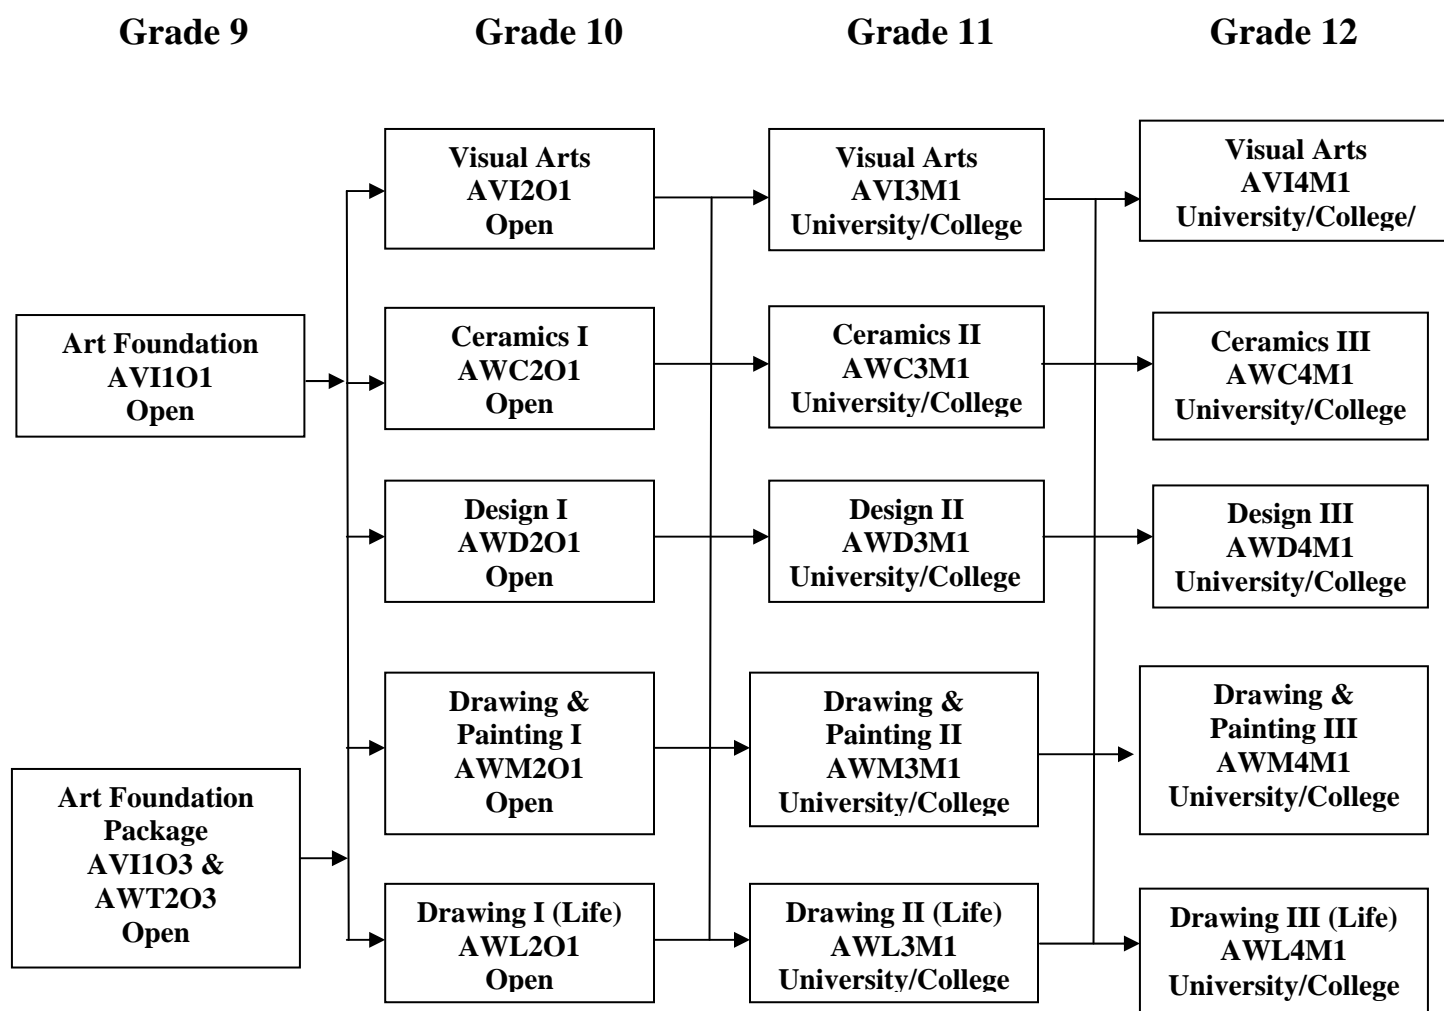 Grade 9
Grade 10
Grade 11
Grade 12
Art Foundation
AVI1O1
Open
Art Foundation
Package
AVI1O3 &
AWT2O3
Open
Visual Arts
AVI2O1
Open
Ceramics I
AWC2O1
Open
Design I
AWD2O1
Open
Drawing &
Painting I
AWM2O1
Open
Drawing I (Life)
AWL2O1
Open
Visual Arts
AVI3M1
University/College
Ceramics II
AWC3M1
University/College
Design II
AWD3M1
University/College
Drawing &
Painting II
AWM3M1
University/College
Drawing II (Life)
AWL3M1
University/College
Visual Arts
AVI4M1
University/College/
Ceramics III
AWC4M1
University/College
Design III
AWD4M1
University/College
Drawing &
Painting III
AWM4M1
University/College
Drawing III (Life)
AWL4M1
University/College